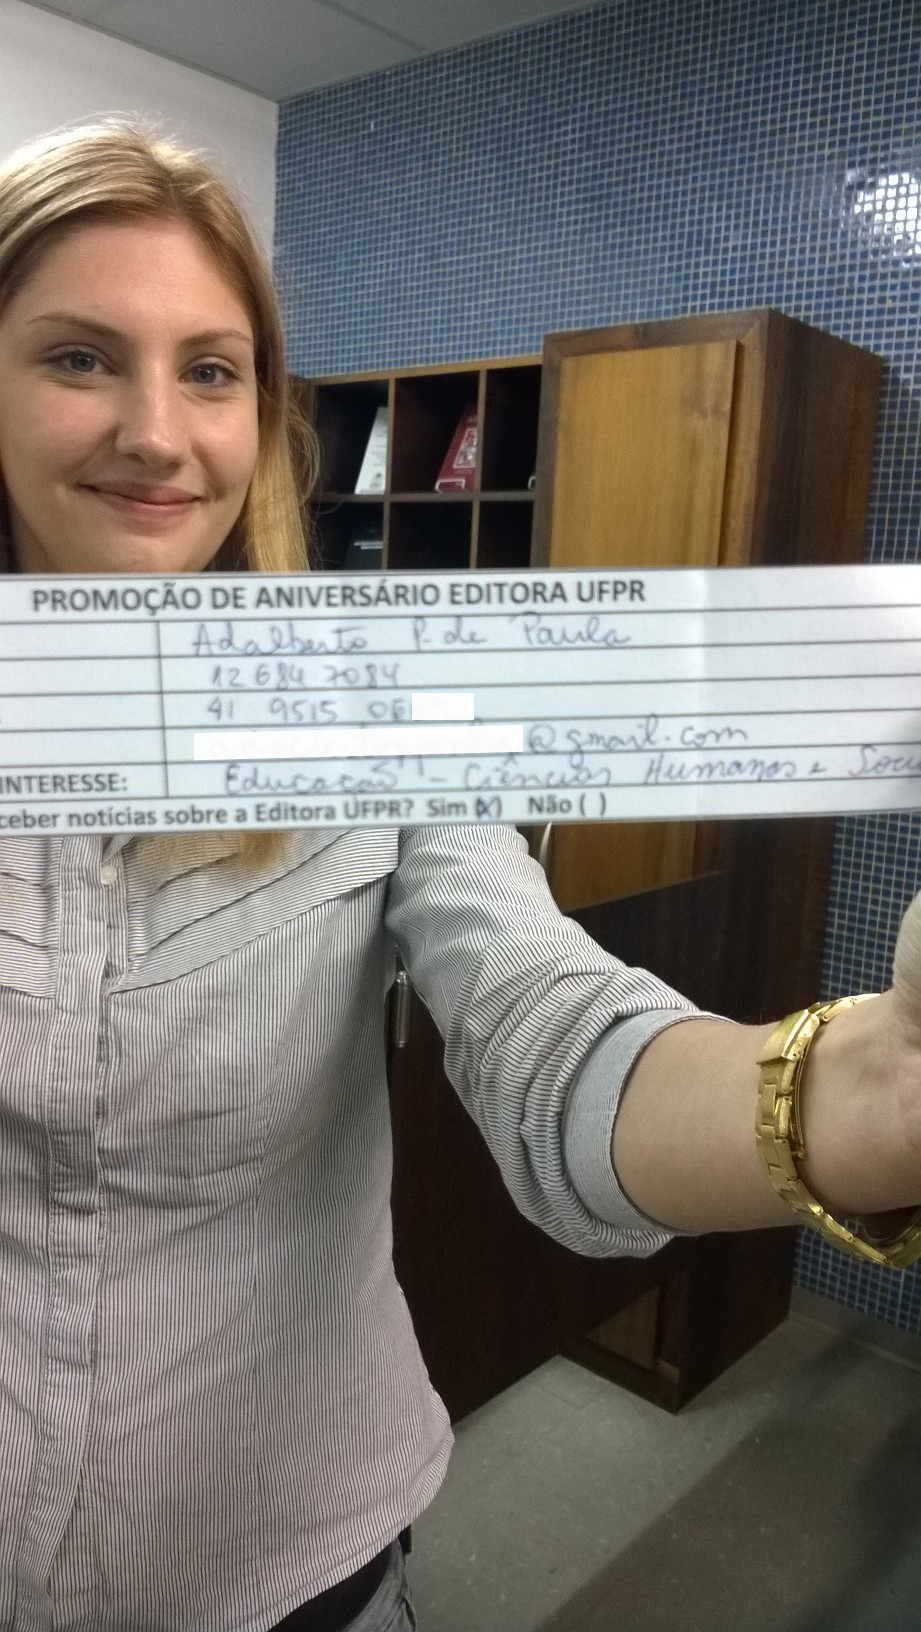 PROMOÇÃO DE ANIVERSÁRIO EDITORA UFPR
Adalberto P. de Paula
12 684 7084
41 9515 06
@gmail.com
INTERESSE: Educação - Ciências Humanas e Soci
ceber notícias sobre a Editora UFPR? Sim (X) Não ( )